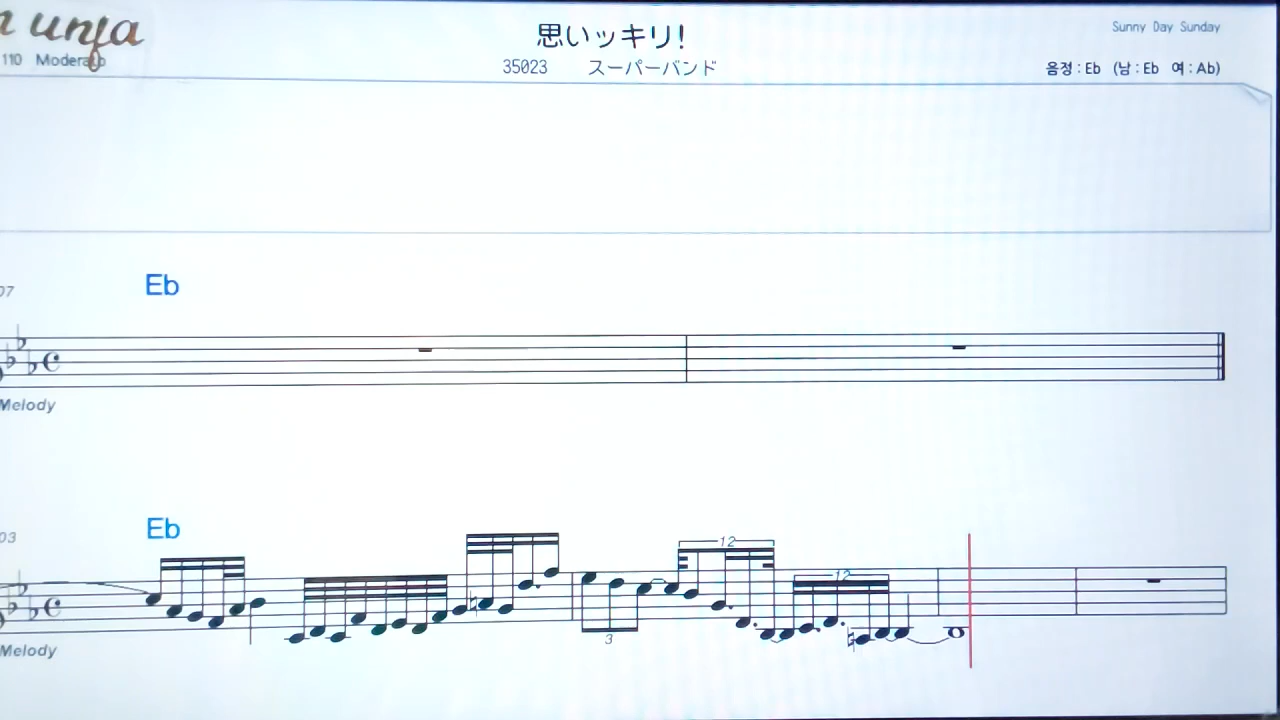 unfa
思いッキリ!
Sunny Day Sunday
110 Moderato
35023 スーパーバンド
음정 : Eb (남 : Eb 여 : Ab)
07
Eb
Melody
03
Eb
12
12
3
Melody